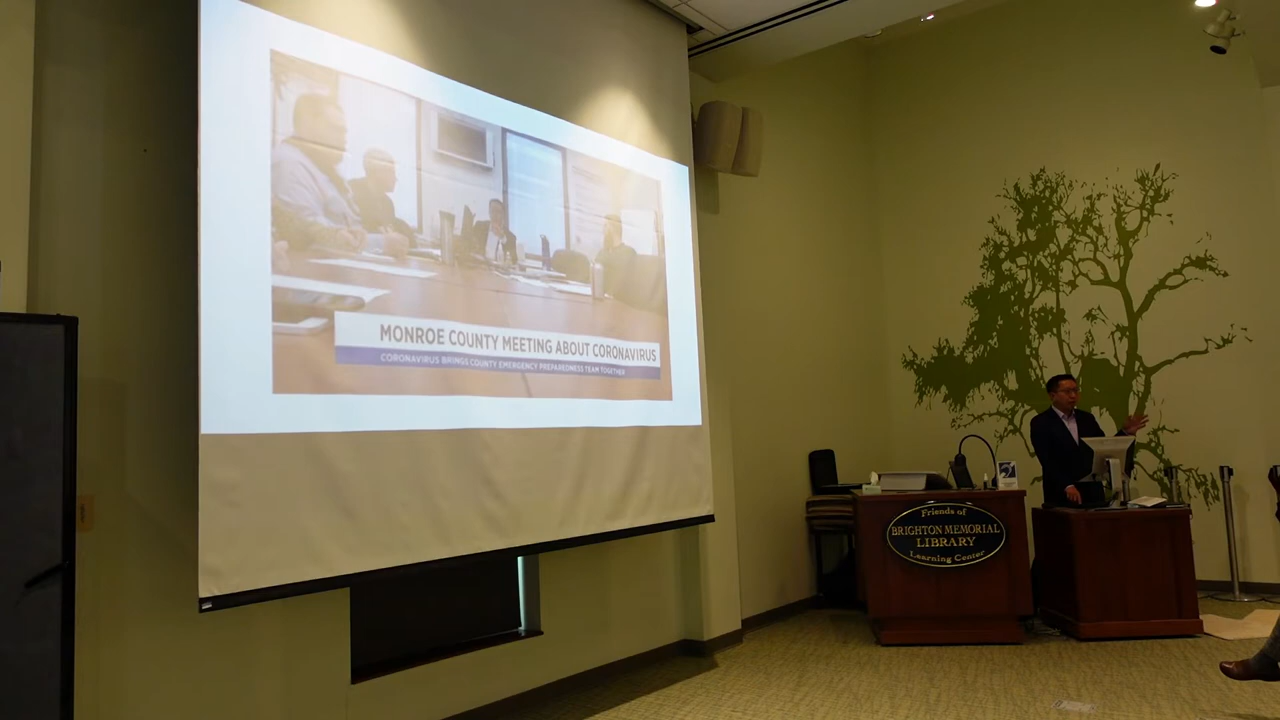 MONROE COUNTY MEETING ABOUT CORONAVIRUS
CORONAVIRUS BRINGS COUNTY EMERGENCY PREPAREDNESS TEAM TOGETHER
Friends of
BRIGHTON MEMORIAL
LIBRARY
Learning Center